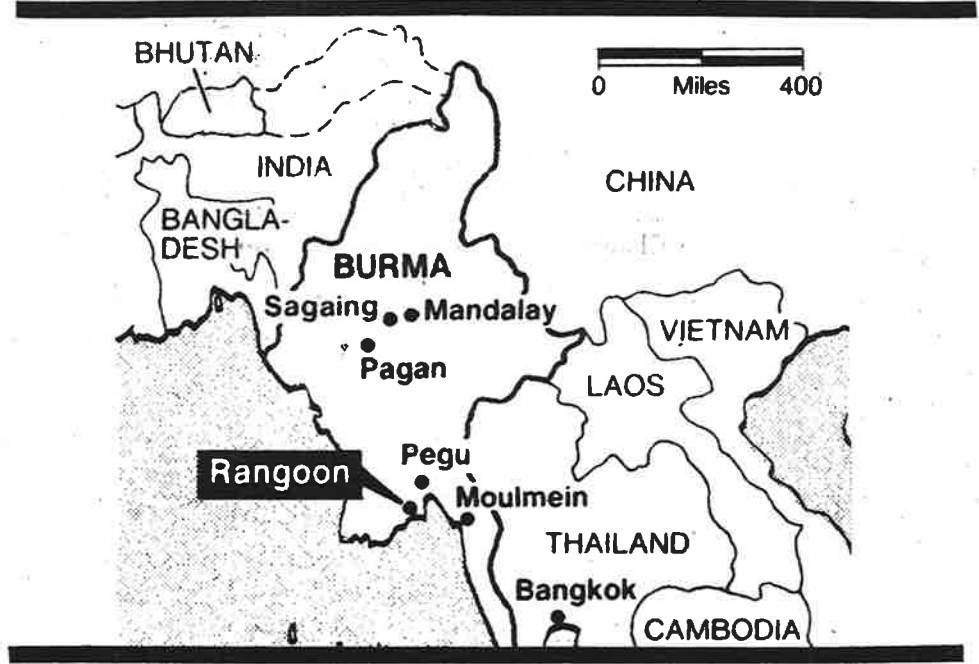 BHUTAN
0 Miles 400
INDIA
CHINA
BANGLA-
DESH
BURMA
Sagaing
Mandalay
VIETNAM
Pagan
LAOS
Pegu
Rangoon
Moulmein
THAILAND
Bangkok
CAMBODIA